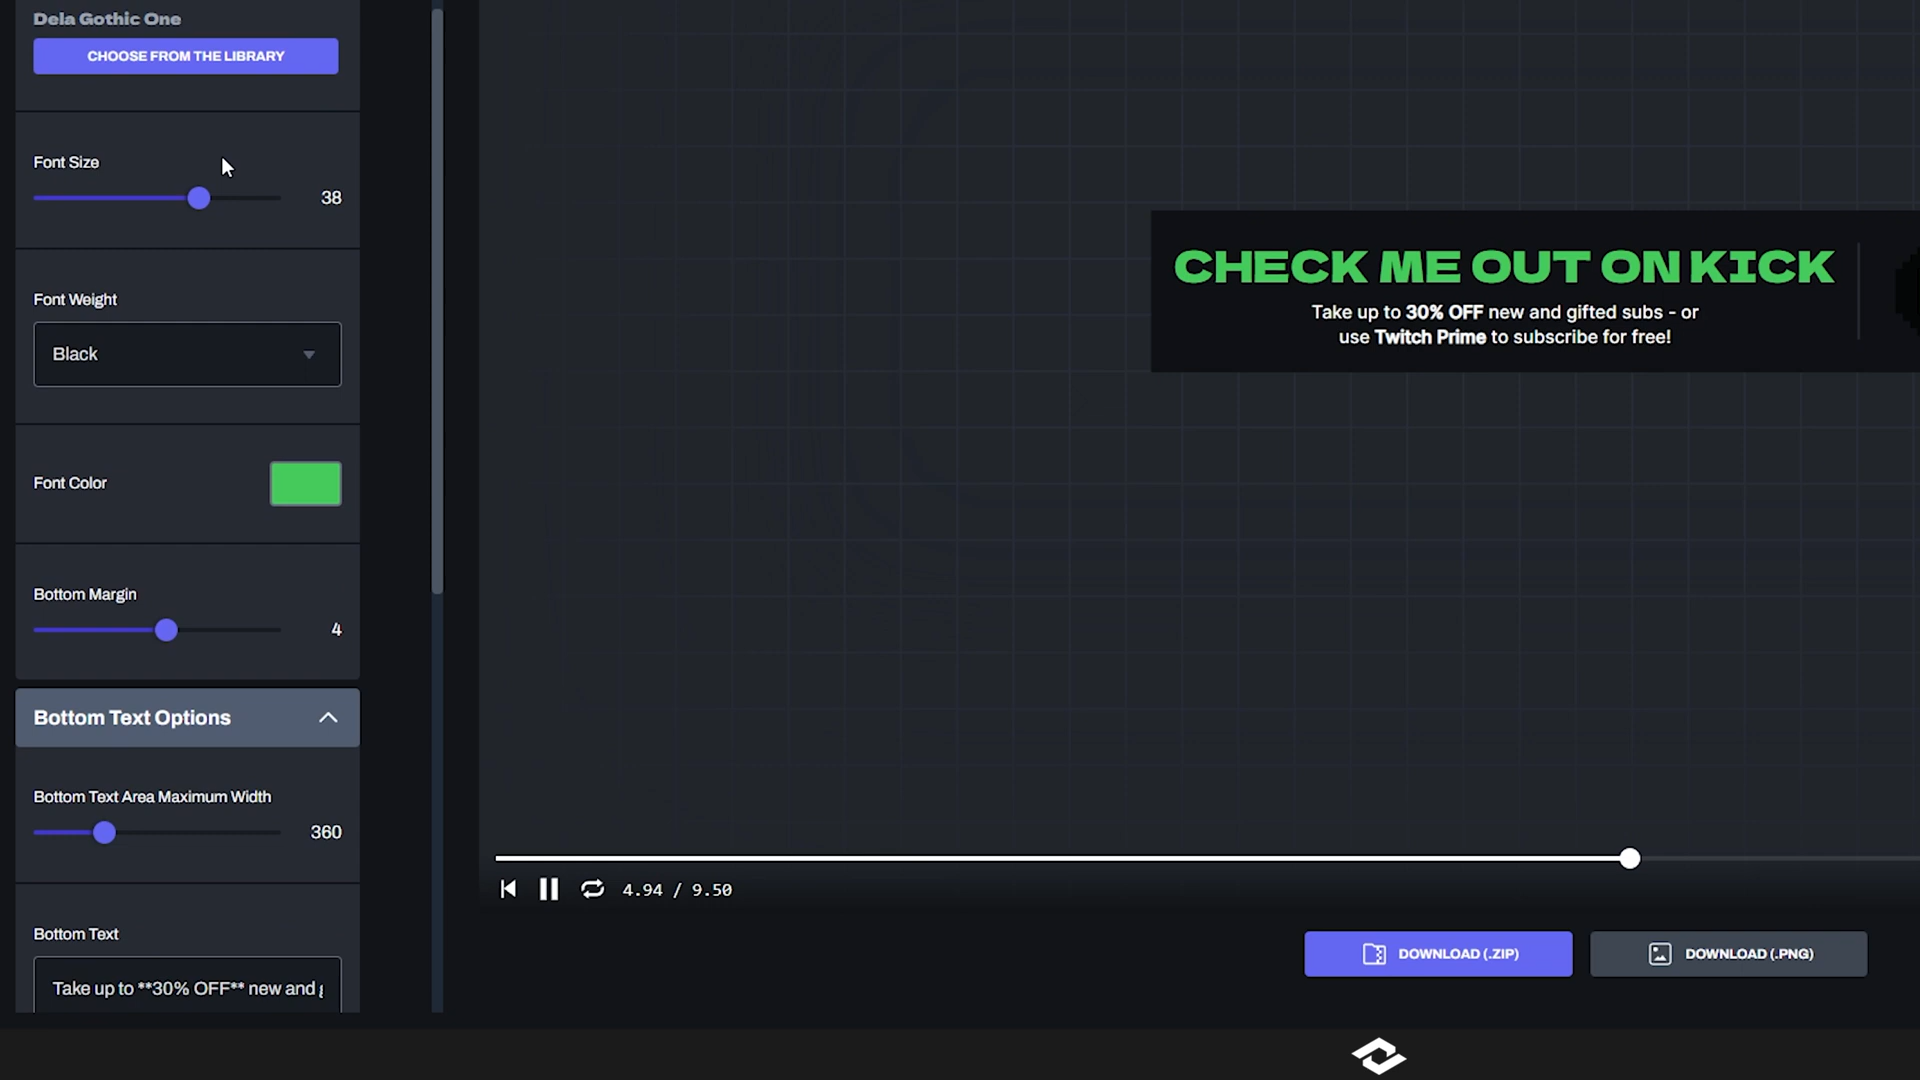 Dela Gothic One
CHOOSE FROM THE LIBRARY
Font Size
38
Font Weight
Black
Font Color
Bottom Margin
4
Bottom Text Options
Bottom Text Area Maximum Width
360
Bottom Text
Take up to **30% OFF** new and g
CHECK ME OUT ON KICK
Take up to 30% OFF new and gifted subs - or
use Twitch Prime to subscribe for free!
4.94 / 9.50
DOWNLOAD (.ZIP)
DOWNLOAD (.PNG)